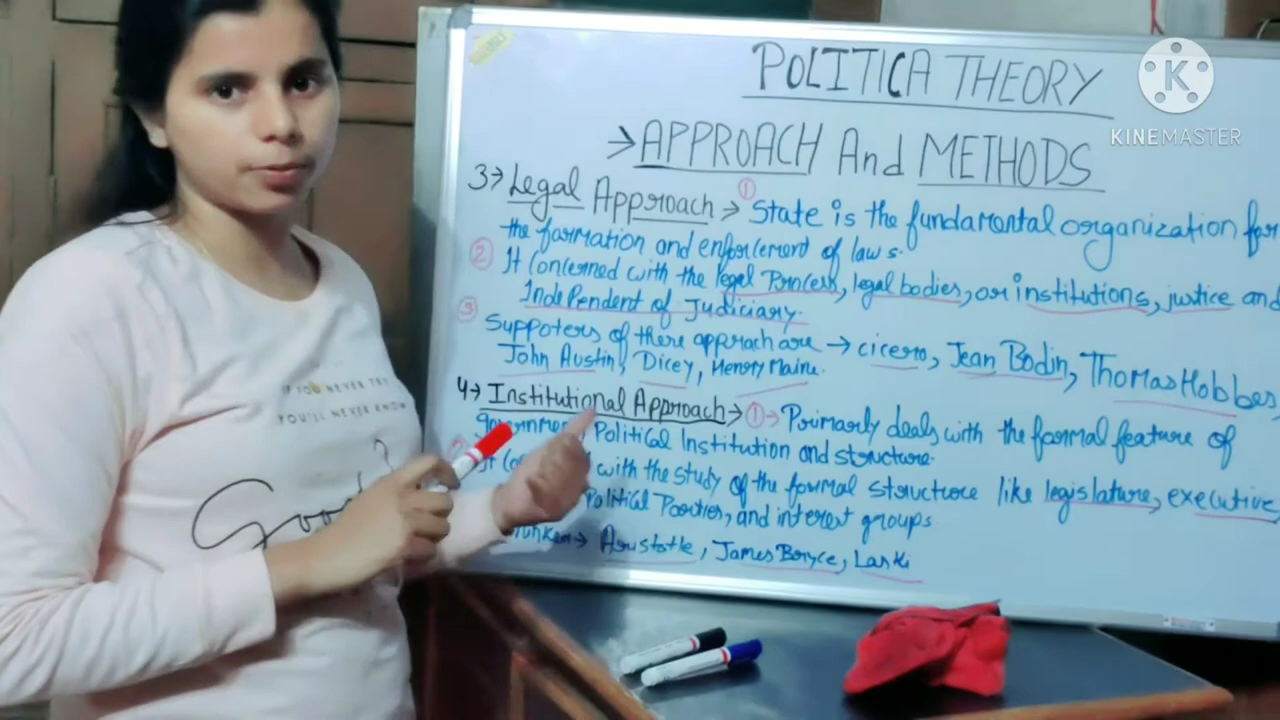 POLITICA THEORY
KINEMASTER
→ APPROACH And METHODS
3→ Legal Approach → ① State is the fundamental organization for
the formation and enforcement of laws.
② It Concerned with the legal Process, legal bodies, or institutions, justice and
Independent of Judiciary.
③ Suppoters of there approach are → cicero, Jean Bodin, Thomas Hobbes,
John Austin, Dicey, Henry Maine.
4→ Institutional Approach → ①→ Primarly deals with the formal feature of
government, Political Institution and structure.
It with the study of the formal structure like legislature, executive,
Political Parties, and interest groups.
→ Aristotle, James Bryce, Laski
IF YOU NEVER TRY
YOU'LL NEVER KNOW
Good